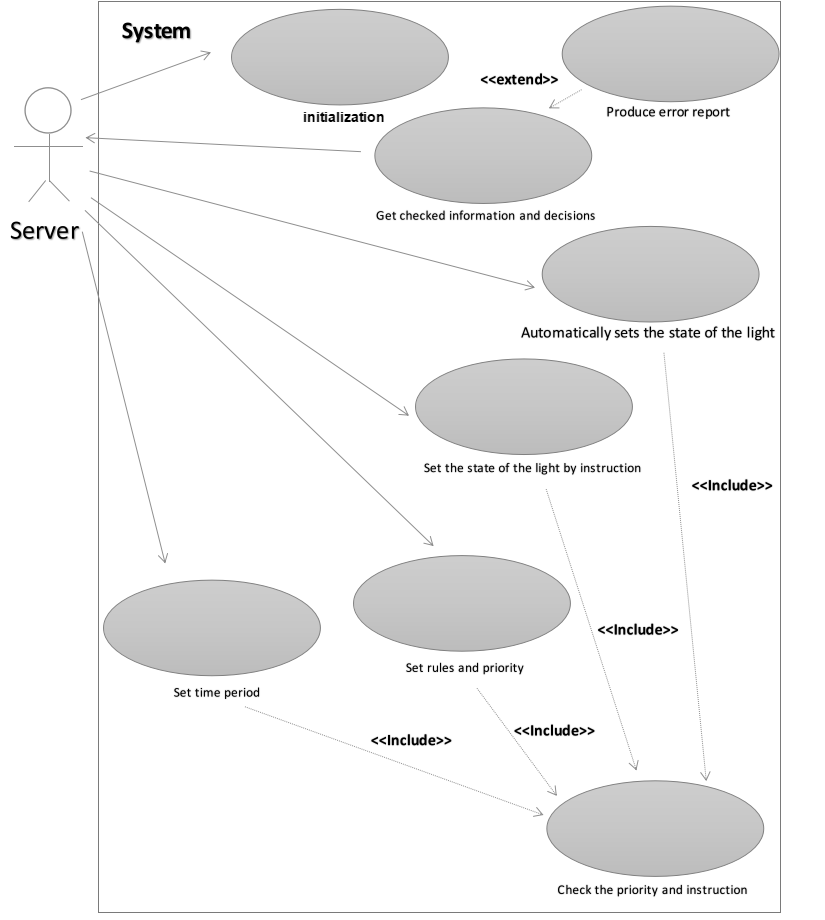 System
<<extend>>
Produce error report
initialization
Get checked information and decisions
Server
Automatically sets the state of the light
Set the state of the light by instruction
<<Include>>
<<Include>>
Set rules and priority
Set time period
<<Include>>
<<Include>>
Check the priority and instruction